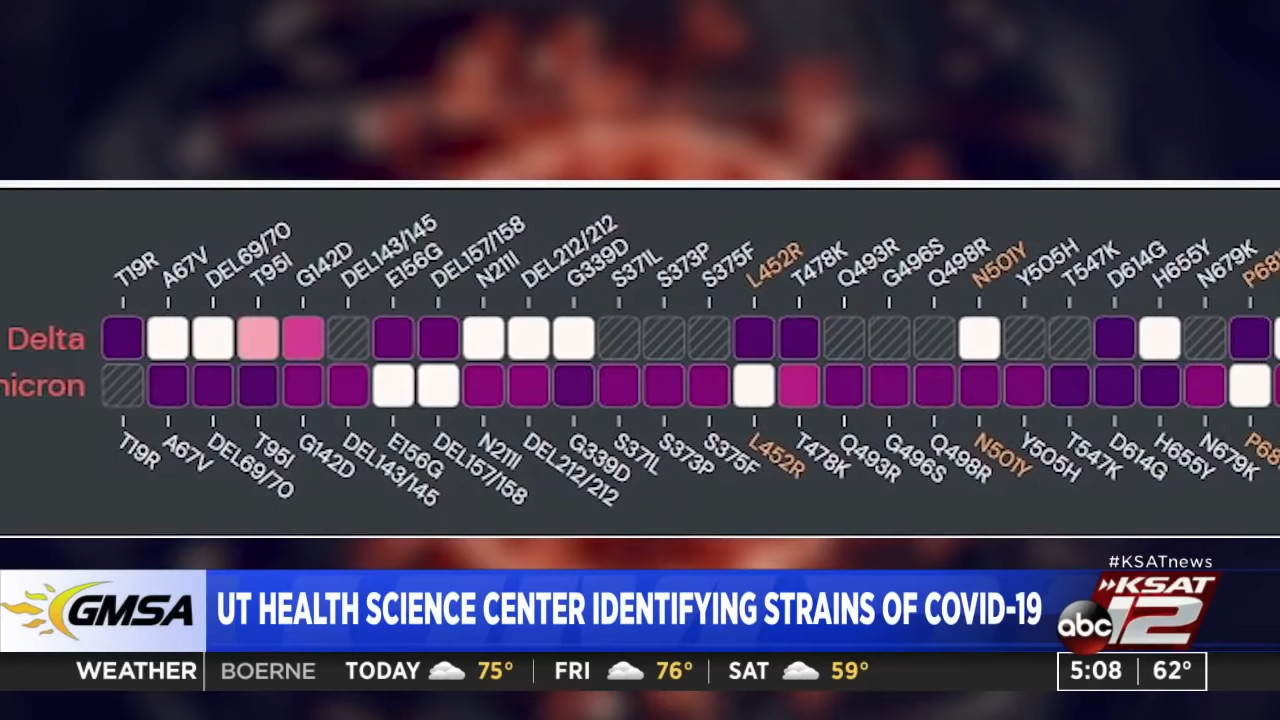 T19R A67V DEL69/70 T95I G142D DEL143/145 E156G DEL157/158 N211I DEL212/212 G339D S371L S373P S375F L452R T478K Q493R G496S Q498R N501Y Y505H T547K D614G H655Y N679K P681
Delta
micron
T19R A67V DEL69/70 T95I G142D DEL143/145 E156G DEL157/158 N211I DEL212/212 G339D S371L S373P S375F L452R T478K Q493R G496S Q498R N501Y Y505H T547K D614G H655Y N679K P68
#KSATnews
GMSA UT HEALTH SCIENCE CENTER IDENTIFYING STRAINS OF COVID-19 abc KSAT 12
WEATHER BOERNE TODAY 75° FRI 76° SAT 59° 5:08 62°